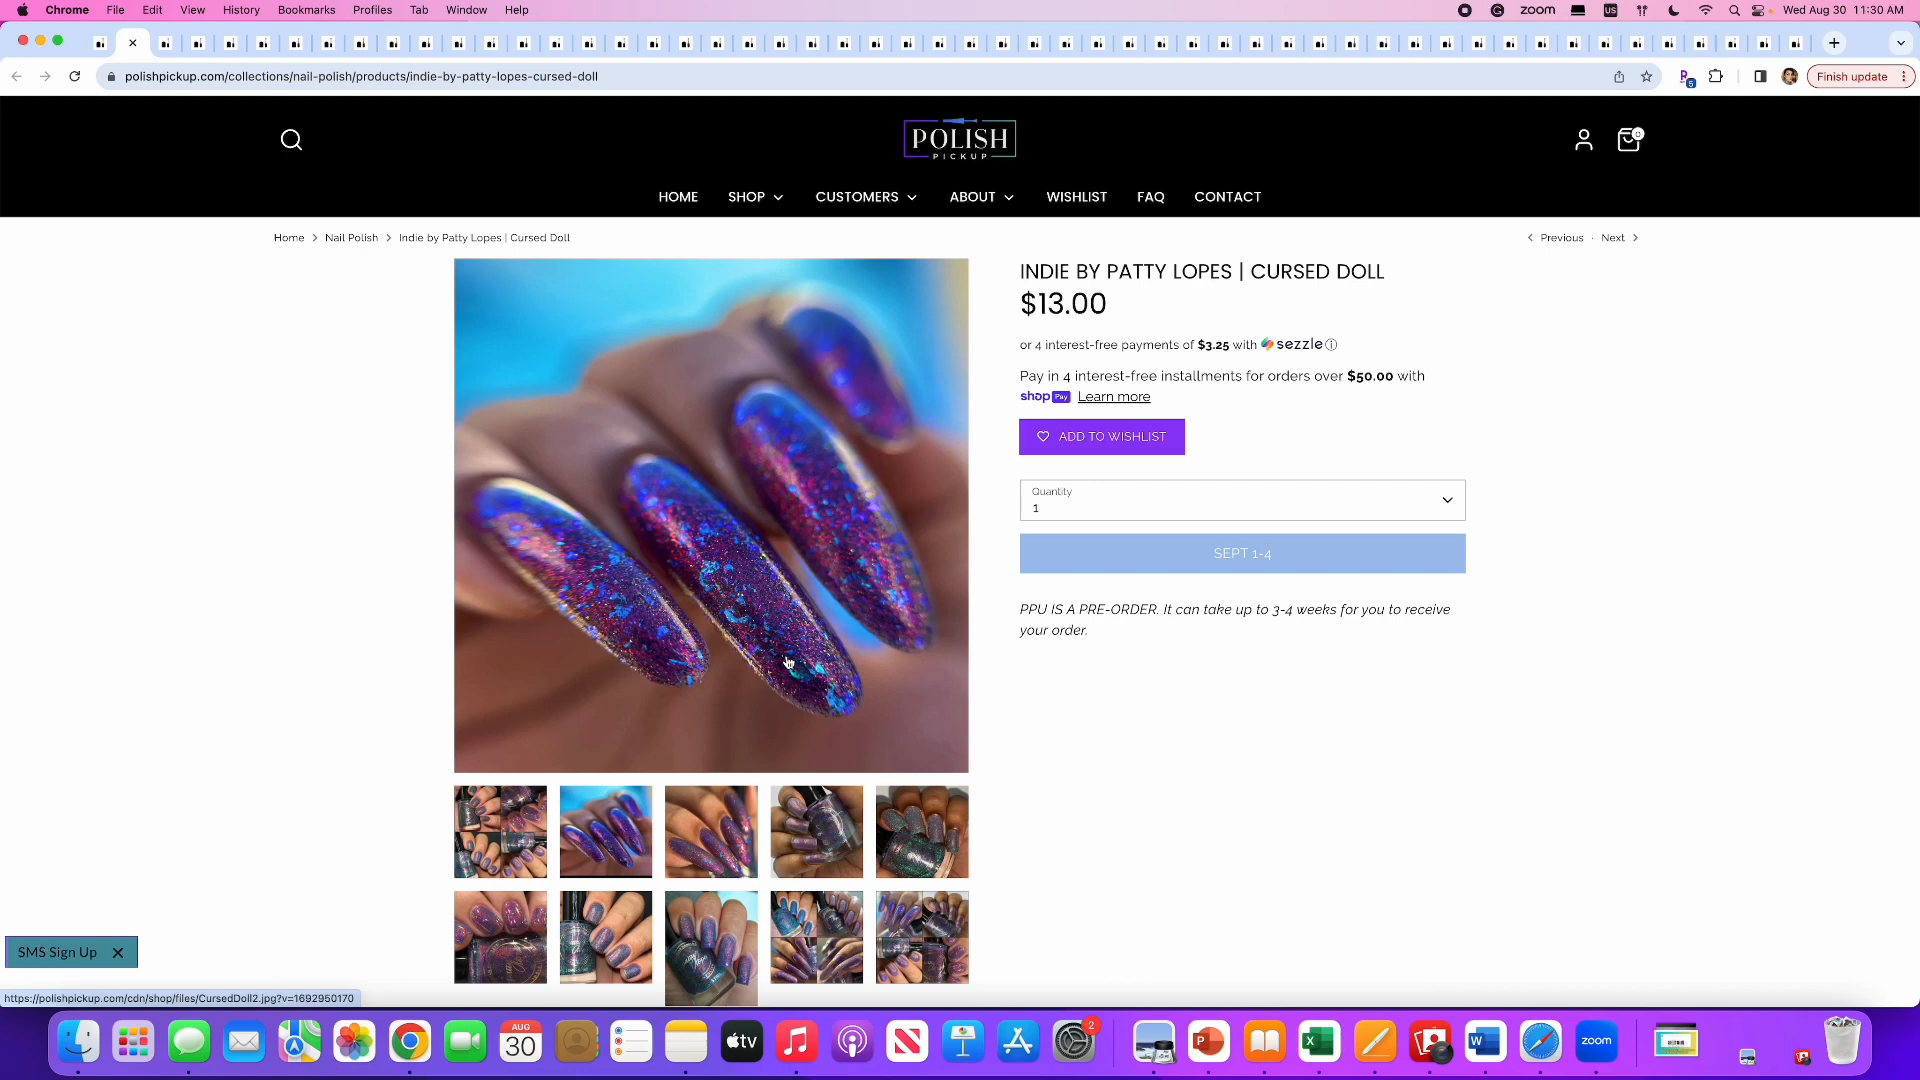 Chrome File Edit View History Bookmarks Profiles Tab Window Help
zoom US Wed Aug 30 11:30 AM
polishpickup.com/collections/nail-polish/products/indie-by-patty-lopes-cursed-doll
5
Finish update
POLISH
PICKUP
0
HOME SHOP CUSTOMERS ABOUT WISHLIST FAQ CONTACT
Home > Nail Polish > Indie by Patty Lopes | Cursed Doll
Previous · Next
INDIE BY PATTY LOPES | CURSED DOLL
$13.00
or 4 interest-free payments of $3.25 with sezzle
Pay in 4 interest-free installments for orders over $50.00 with
shop Pay Learn more
ADD TO WISHLIST
Quantity
1
SEPT 1-4
PPU IS A PRE-ORDER. It can take up to 3-4 weeks for you to receive
your order.
SMS Sign Up
https://polishpickup.com/cdn/shop/files/CursedDoll2.jpg?v=1692950170
AUG
30
tv
2
P
X
W
zoom